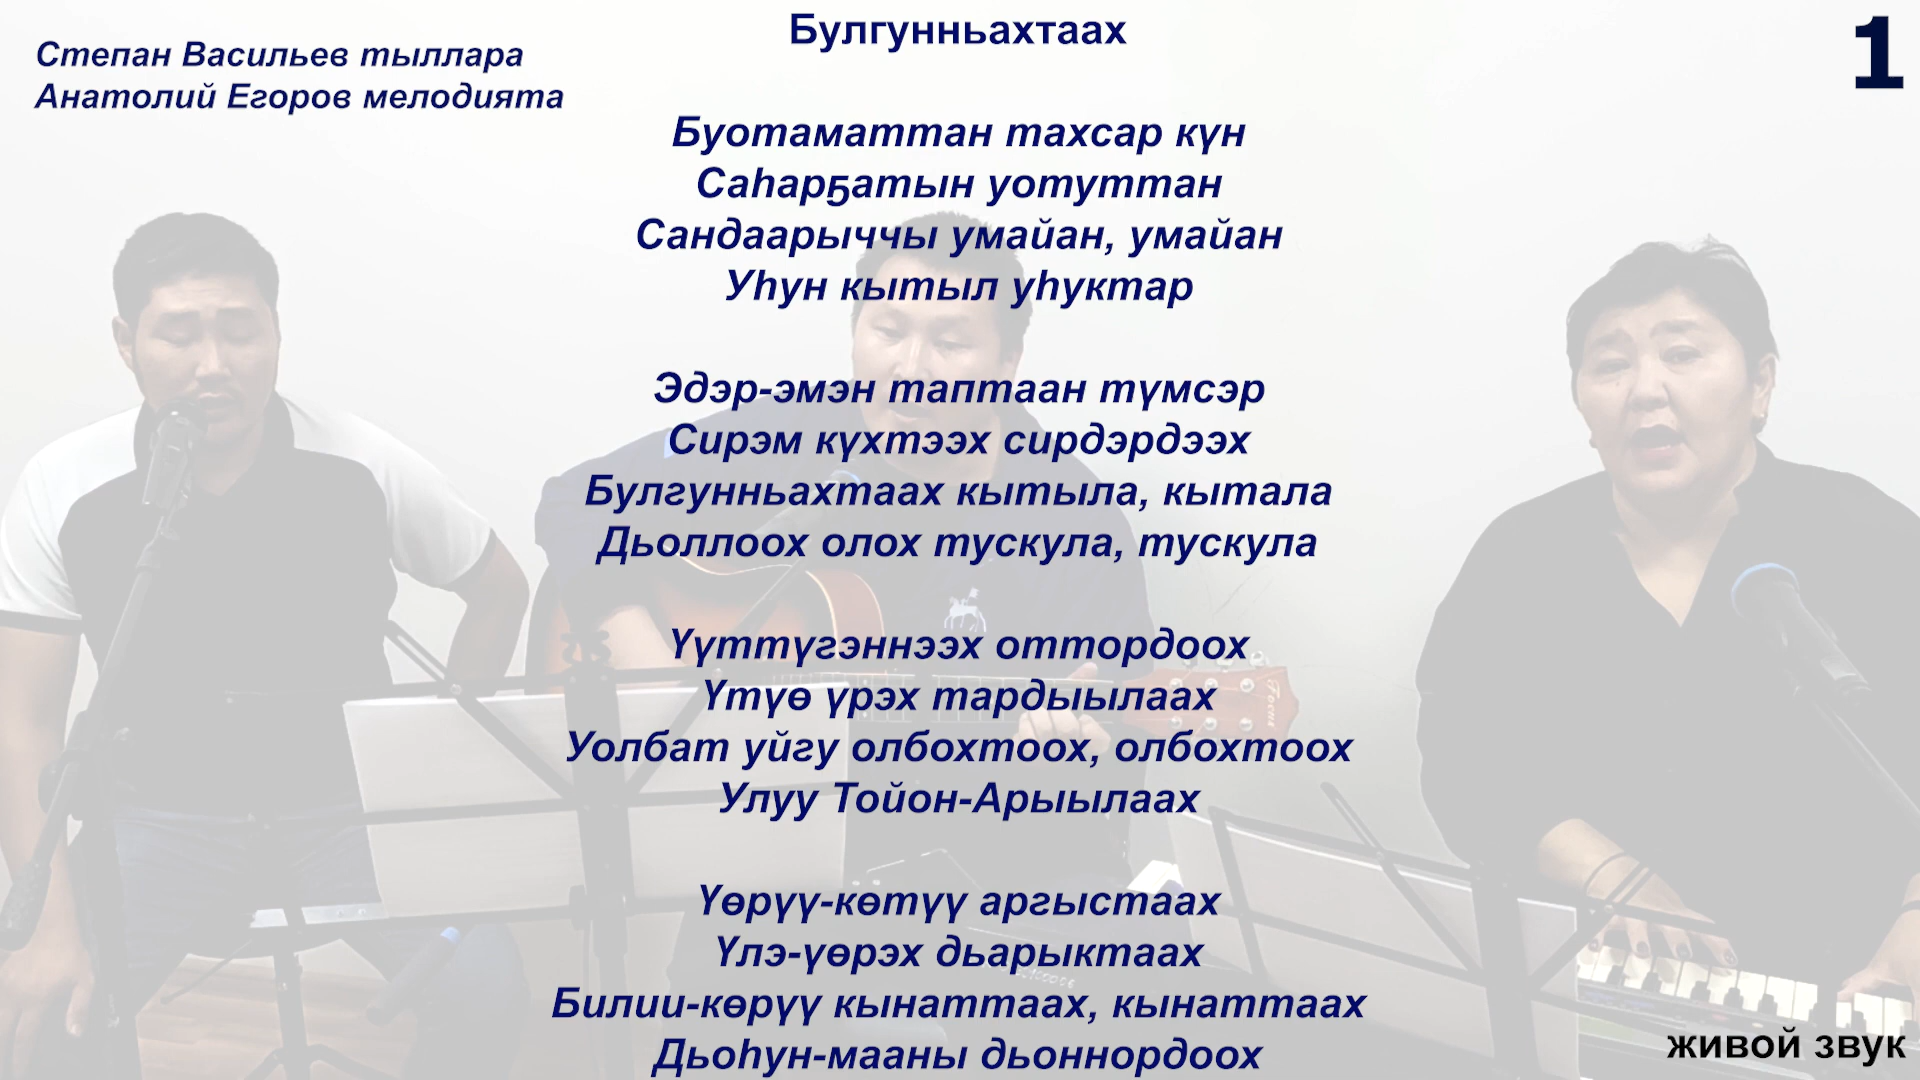 Булгунньахтаах
1
Степан Васильев тыллара
Анатолий Егоров мелодията
Буотаматтан тахсар күн
Саһарҕатын уотуттан
Сандаарыччы умайан, умайан
Уһун кытыл уһуктар
Эдэр-эмэн таптаан түмсэр
Сирэм күхтээх сирдэрдээх
Булгунньахтаах кытыла, кытала
Дьоллоох олох тускула, тускула
Үүттүгэннээх оттордоох
Үтүө үрэх тардыылаах
Уолбат уйгу олбохтоох, олбохтоох
Улуу Тойон-Арыылаах
Үөрүү-көтүү аргыстаах
Үлэ-үөрэх дьарыктаах
Билии-көрүү кынаттаах, кынаттаах
Дьоһун-мааны дьоннордоох
живой звук